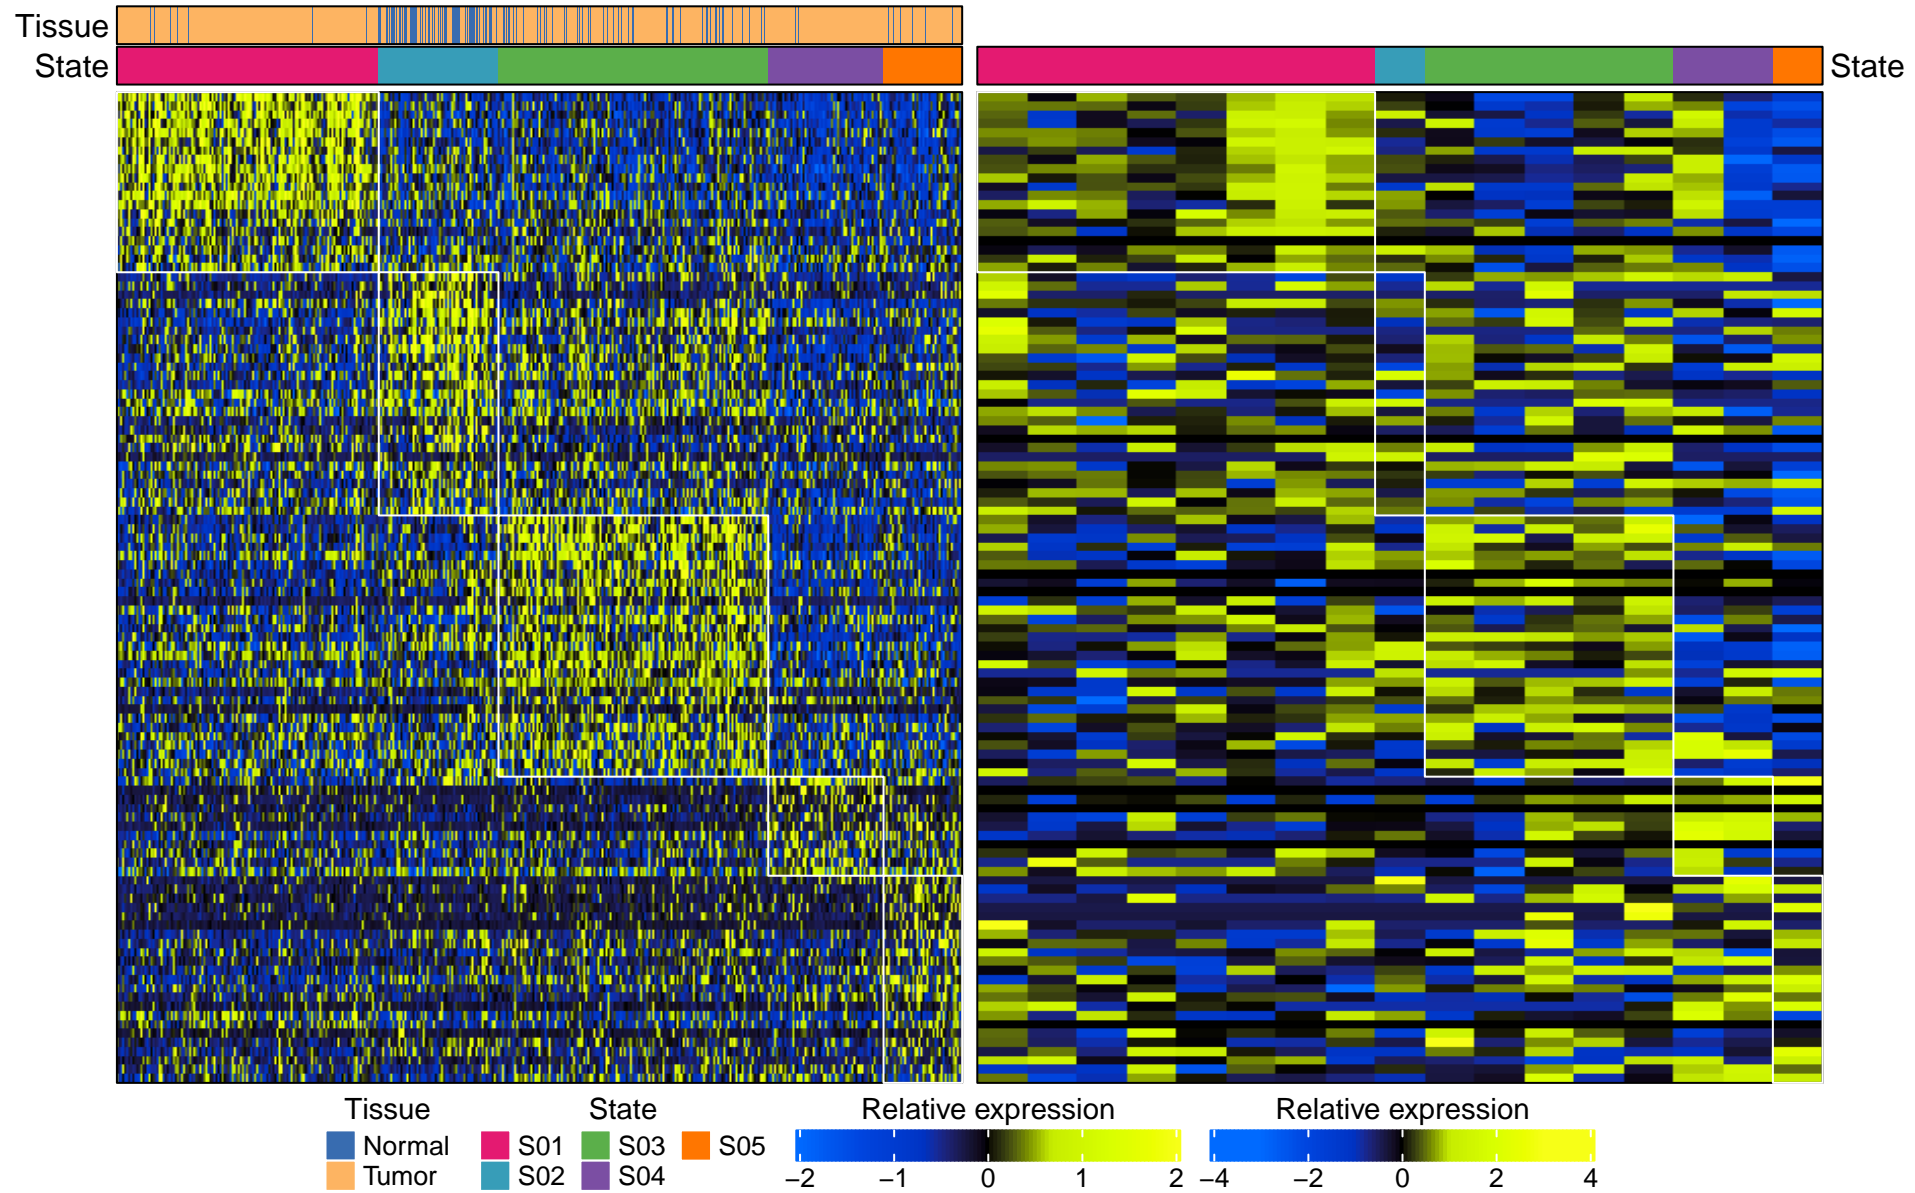 Tissue
State
State
Tissue
State
Relative expression
Relative expression
Normal
S01
S03
S05
Tumor
S02
S04
−2 −1 0 1 2
−4 −2 0 2 4